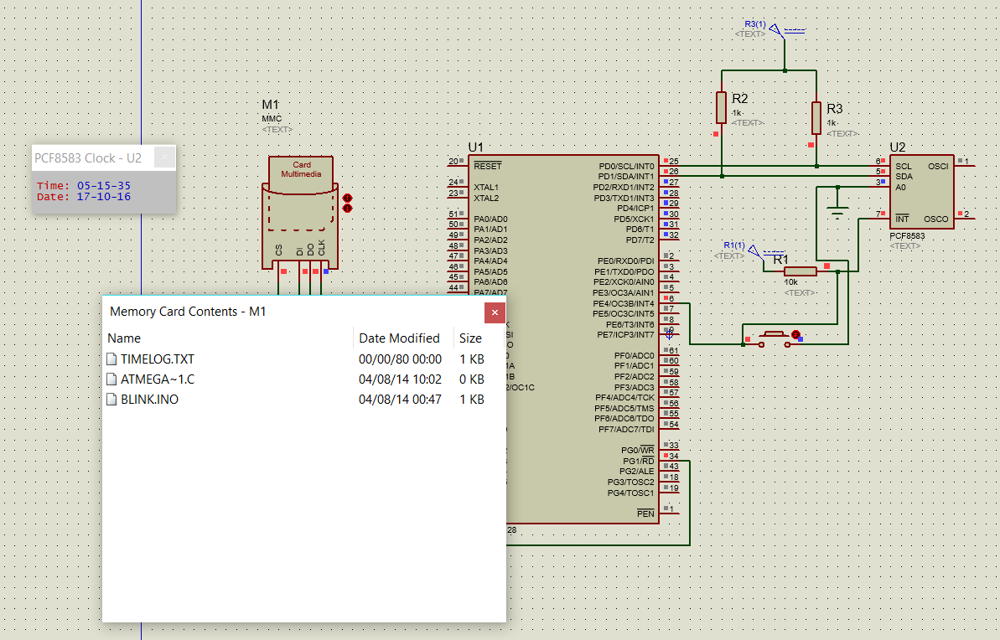 R3(1)
<TEXT>
R2
1k
<TEXT>
R3
1k
<TEXT>
M1
MMC
<TEXT>
Card
Multimedia
CS
DI
DO
CLK
PCF8583 Clock - U2
Time: 05-15-35
Date: 17-10-16
U1
20 RESET
24 XTAL1
23 XTAL2
51 PA0/AD0
50 PA1/AD1
49 PA2/AD2
48 PA3/AD3
47 PA4/AD4
46 PA5/AD5
45 PA6/AD6
44 PA7/AD7
PD0/SCL/INT0 25
PD1/SDA/INT1 26
PD2/RXD1/INT2 27
PD3/TXD1/INT3 28
PD4/ICP1 29
PD5/XCK1 30
PD6/T1 31
PD7/T2 32
PE0/RXD0/PDI 2
PE1/TXD0/PDO 3
PE2/XCK0/AIN0 4
PE3/OC3A/AIN1 5
PE4/OC3B/INT4 6
PE5/OC3C/INT5 7
PE6/T3/INT6 8
PE7/ICP3/INT7 9
PF0/ADC0 61
PF1/ADC1 60
PF2/ADC2 59
PF3/ADC3 58
PF4/ADC4/TCK 57
PF5/ADC5/TMS 56
PF6/ADC6/TDO 55
PF7/ADC7/TDI 54
PG0/WR 33
PG1/RD 34
PG2/ALE 43
PG3/TOSC2 18
PG4/TOSC1 19
PEN 1
2/OC1C
28
U2
6 SCL
5 SDA
3 A0
7 INT
OSCI 1
OSCO 2
PCF8583
<TEXT>
R1(1)
<TEXT>
R1
10k
<TEXT>
Memory Card Contents - M1
Name Date Modified Size
TIMELOG.TXT 00/00/80 00:00 1 KB
ATMEGA~1.C 04/08/14 10:02 0 KB
BLINK.INO 04/08/14 00:47 1 KB